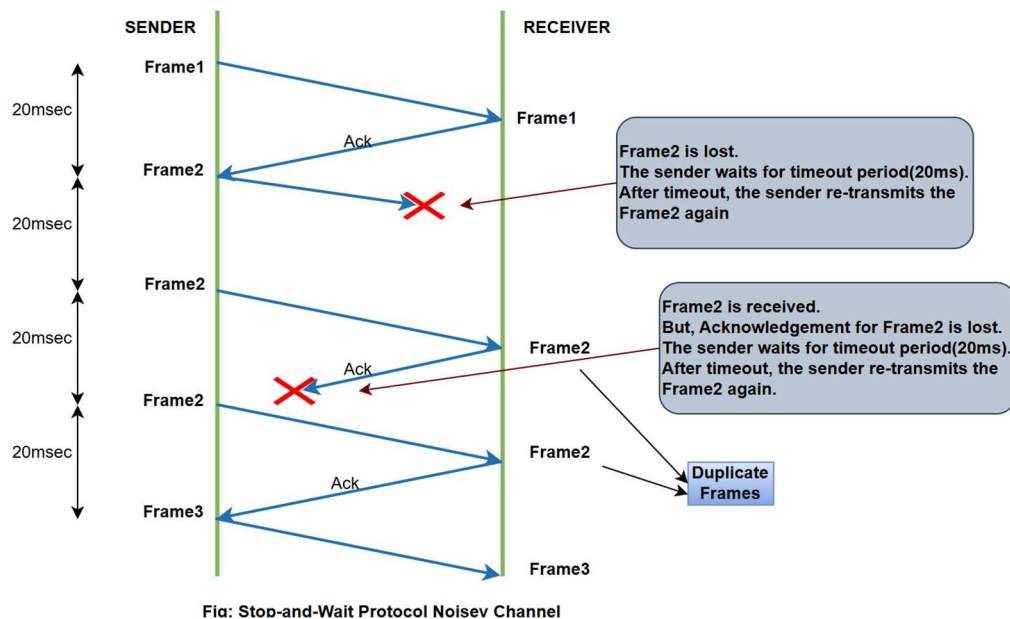 SENDER
RECEIVER
Frame1
20msec
Frame1
Ack
Frame2
Frame2 is lost.
The sender waits for timeout period(20ms).
After timeout, the sender re-transmits the
Frame2 again
20msec
Frame2
Frame2 is received.
But, Acknowledgement for Frame2 is lost.
The sender waits for timeout period(20ms).
After timeout, the sender re-transmits the
Frame2 again.
20msec
Frame2
Ack
Frame2
20msec
Frame2
Duplicate
Frames
Ack
Frame3
Frame3
Fig: Stop-and-Wait Protocol Noisey Channel